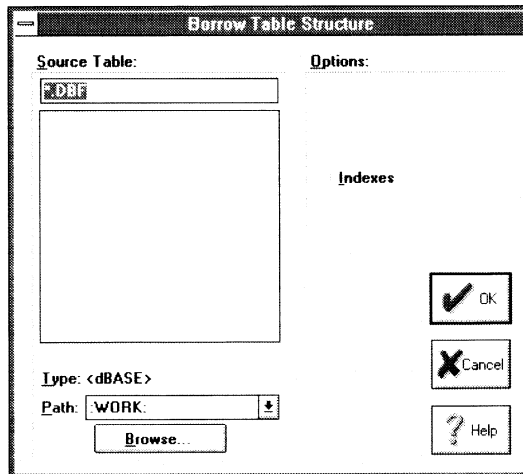 Borrow Table Structure
Source Table:
*.DBF
Options:
Indexes
OK
Cancel
Help
Type: <dBASE>
Path: :WORK:
Browse...